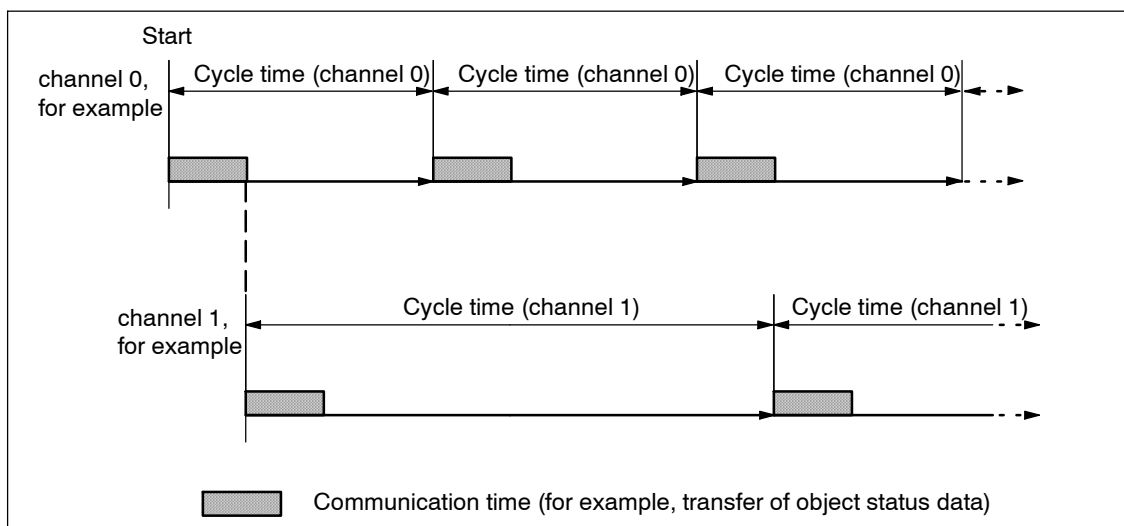 Start
channel 0,
for example
Cycle time (channel 0)
Cycle time (channel 0)
Cycle time (channel 0)
channel 1,
for example
Cycle time (channel 1)
Cycle time (channel 1)
Communication time (for example, transfer of object status data)